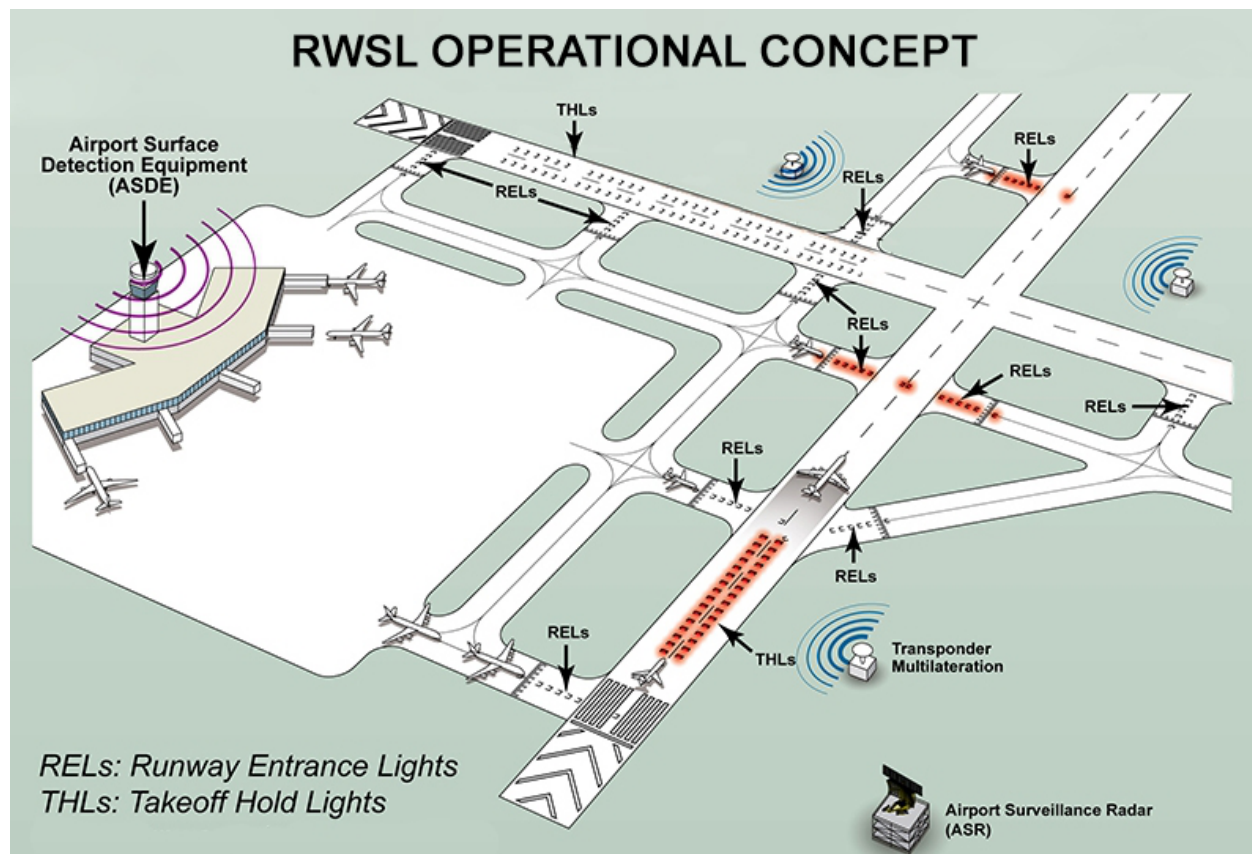 RWSL OPERATIONAL CONCEPT
THLs
Airport Surface
Detection Equipment
(ASDE)
RELs
RELs
RELs
RELs
RELs
RELs
RELs
RELs
RELs
THLs
Transponder
Multilateration
RELs: Runway Entrance Lights
THLs: Takeoff Hold Lights
Airport Surveillance Radar
(ASR)